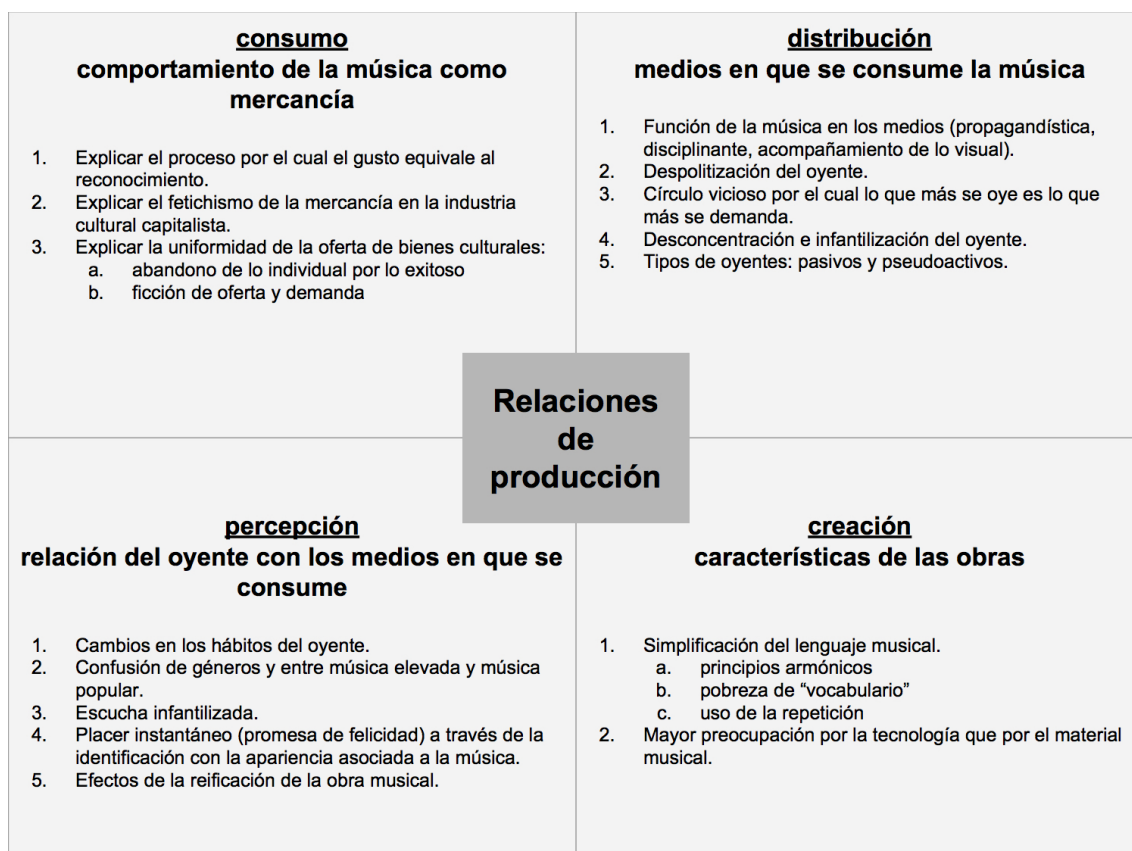 consumo
comportamiento de la música como
mercancía
1. Explicar el proceso por el cual el gusto equivale al
reconocimiento.
2. Explicar el fetichismo de la mercancía en la industria
cultural capitalista.
3. Explicar la uniformidad de la oferta de bienes culturales:
a. abandono de lo individual por lo exitoso
b. ficción de oferta y demanda
distribución
medios en que se consume la música
1. Función de la música en los medios (propagandística,
disciplinante, acompañamiento de lo visual).
2. Despolitización del oyente.
3. Círculo vicioso por el cual lo que más se oye es lo que
más se demanda.
4. Desconcentración e infantilización del oyente.
5. Tipos de oyentes: pasivos y pseudoactivos.
Relaciones
de
producción
percepción
relación del oyente con los medios en que se
consume
1. Cambios en los hábitos del oyente.
2. Confusión de géneros y entre música elevada y música
popular.
3. Escucha infantilizada.
4. Placer instantáneo (promesa de felicidad) a través de la
identificación con la apariencia asociada a la música.
5. Efectos de la reificación de la obra musical.
creación
características de las obras
1. Simplificación del lenguaje musical.
a. principios armónicos
b. pobreza de “vocabulario”
c. uso de la repetición
2. Mayor preocupación por la tecnología que por el material
musical.